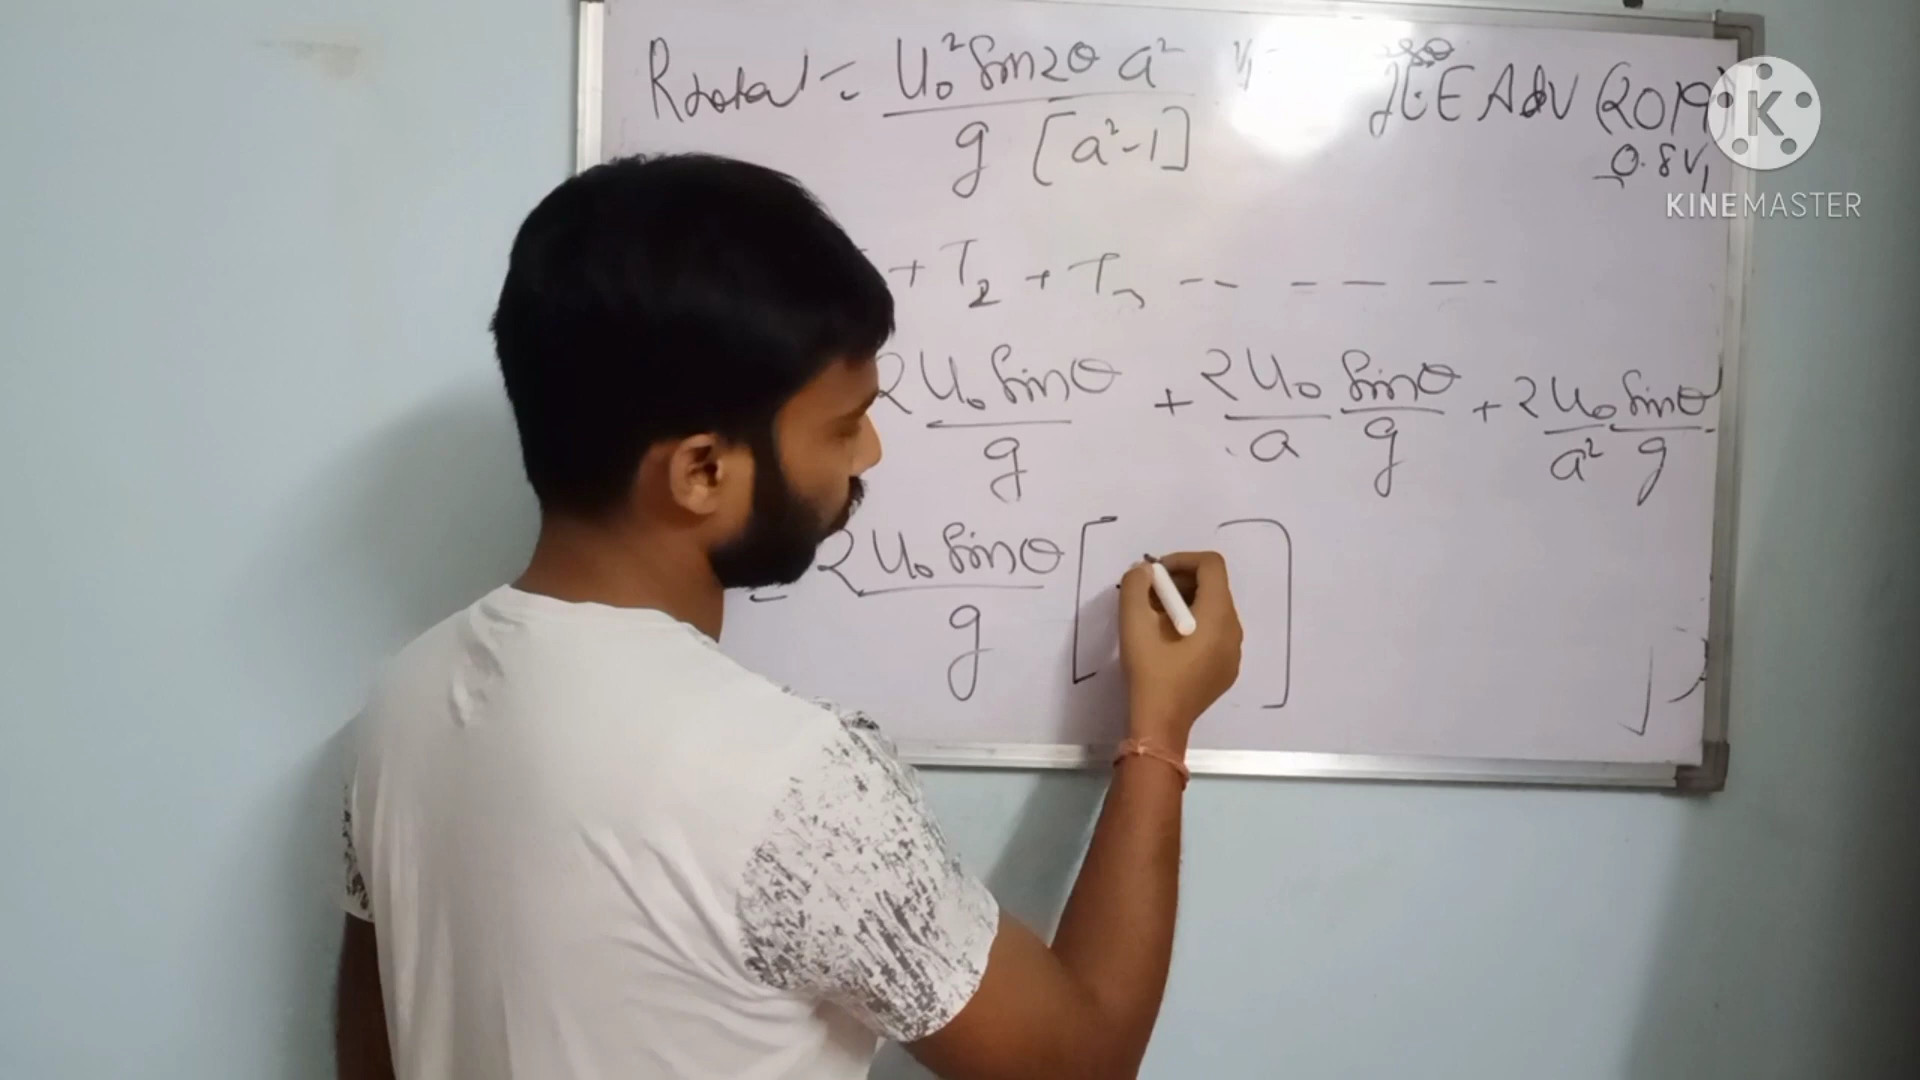 Rtotal = U₀² Sin2θ a² / g [a²-1]
JEE Adv (2019)
0.8V₁
K
KINEMASTER
+ T₂ + T₃ -- - - -
2U₀ Sinθ / g + 2U₀ / a Sinθ / g + 2U₀ / a² Sinθ / g
= 2U₀ Sinθ / g [ ]